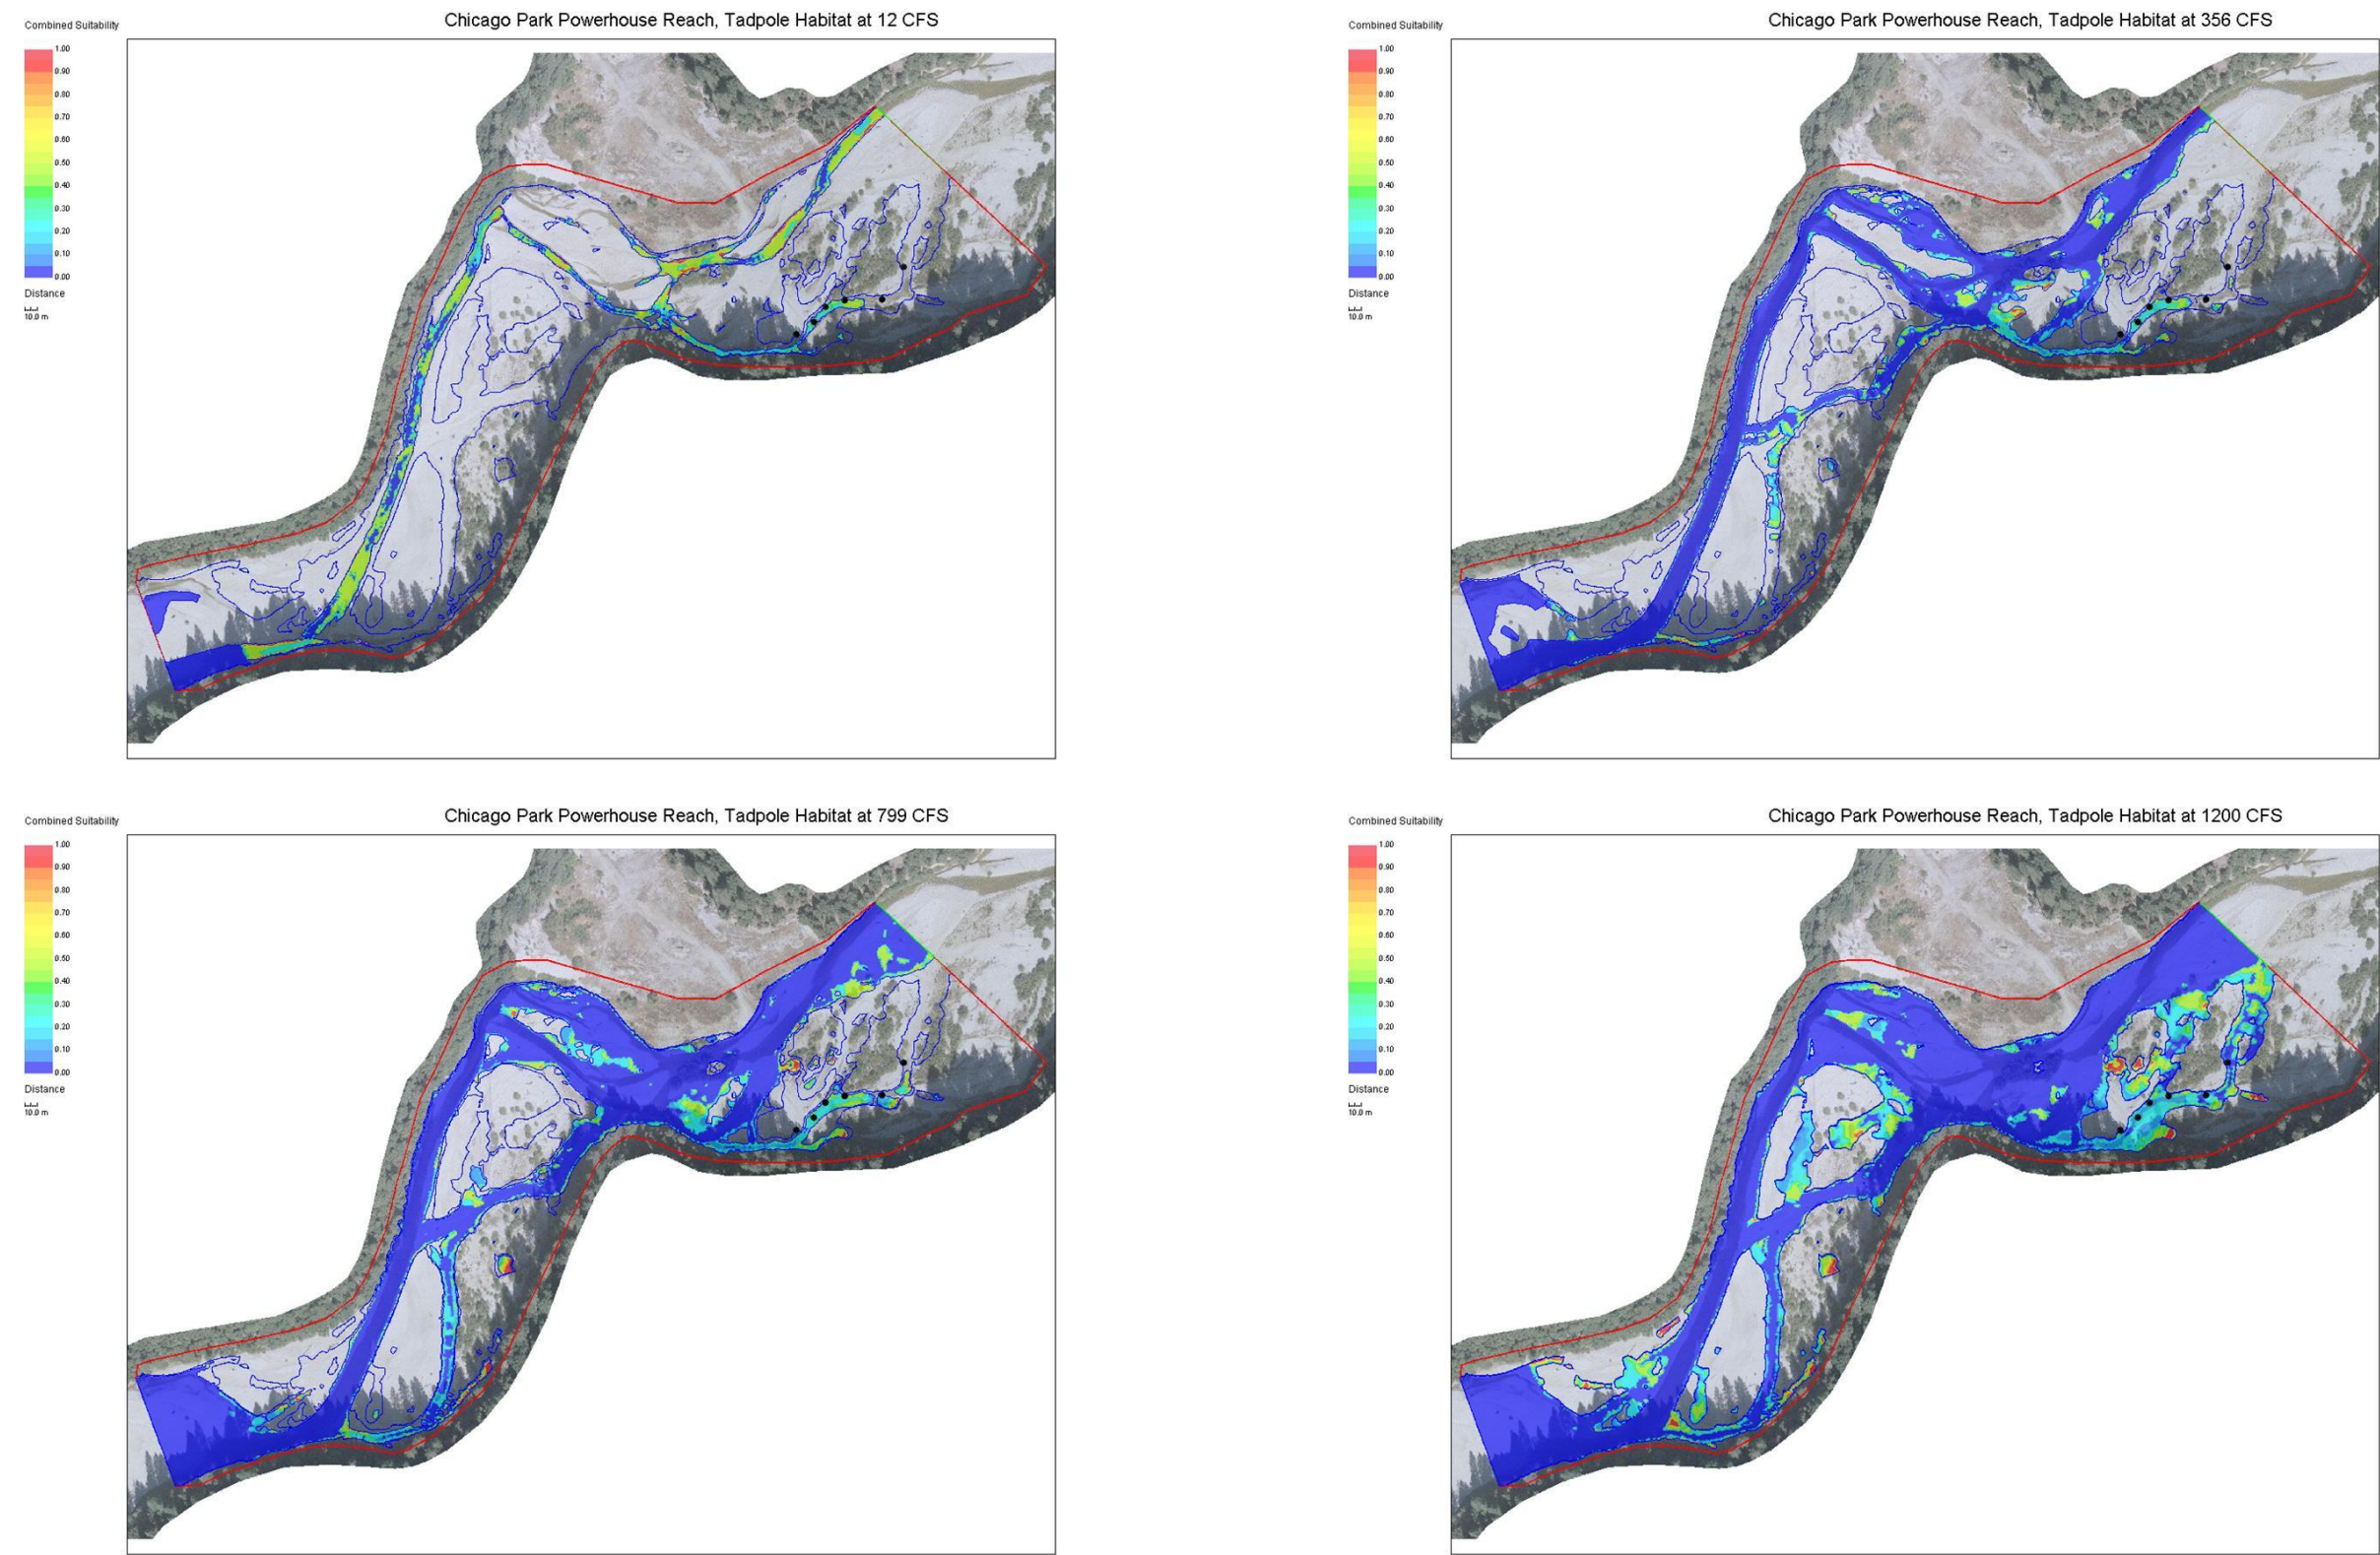 Chicago Park Powerhouse Reach, Tadpole Habitat at 12 CFS
Combined Suitability
1.00
0.90
0.80
0.70
0.60
0.50
0.40
0.30
0.20
0.10
0.00
Distance
10.0 m
Chicago Park Powerhouse Reach, Tadpole Habitat at 356 CFS
Combined Suitability
1.00
0.90
0.80
0.70
0.60
0.50
0.40
0.30
0.20
0.10
0.00
Distance
10.0 m
Chicago Park Powerhouse Reach, Tadpole Habitat at 799 CFS
Combined Suitability
1.00
0.90
0.80
0.70
0.60
0.50
0.40
0.30
0.20
0.10
0.00
Distance
10.0 m
Chicago Park Powerhouse Reach, Tadpole Habitat at 1200 CFS
Combined Suitability
1.00
0.90
0.80
0.70
0.60
0.50
0.40
0.30
0.20
0.10
0.00
Distance
10.0 m